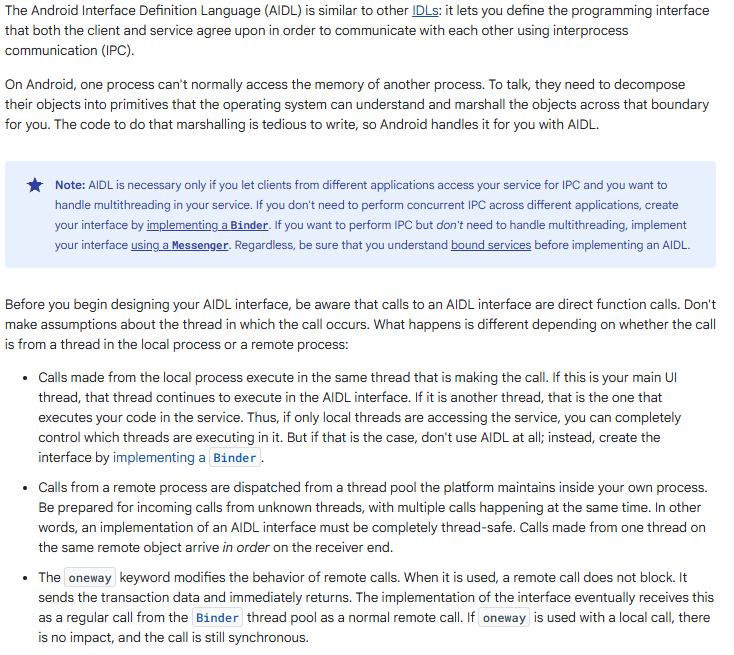 The Android Interface Definition Language (AIDL) is similar to other IDLs: it lets you define the programming interface
that both the client and service agree upon in order to communicate with each other using interprocess
communication (IPC).
On Android, one process can't normally access the memory of another process. To talk, they need to decompose
their objects into primitives that the operating system can understand and marshall the objects across that boundary
for you. The code to do that marshalling is tedious to write, so Android handles it for you with AIDL.
Note: AIDL is necessary only if you let clients from different applications access your service for IPC and you want to
handle multithreading in your service. If you don't need to perform concurrent IPC across different applications, create
your interface by implementing a Binder. If you want to perform IPC but don't need to handle multithreading, implement
your interface using a Messenger. Regardless, be sure that you understand bound services before implementing an AIDL.
Before you begin designing your AIDL interface, be aware that calls to an AIDL interface are direct function calls. Don't
make assumptions about the thread in which the call occurs. What happens is different depending on whether the call
is from a thread in the local process or a remote process:
• Calls made from the local process execute in the same thread that is making the call. If this is your main UI
thread, that thread continues to execute in the AIDL interface. If it is another thread, that is the one that
executes your code in the service. Thus, if only local threads are accessing the service, you can completely
control which threads are executing in it. But if that is the case, don't use AIDL at all; instead, create the
interface by implementing a Binder.
• Calls from a remote process are dispatched from a thread pool the platform maintains inside your own process.
Be prepared for incoming calls from unknown threads, with multiple calls happening at the same time. In other
words, an implementation of an AIDL interface must be completely thread-safe. Calls made from one thread on
the same remote object arrive in order on the receiver end.
• The oneway keyword modifies the behavior of remote calls. When it is used, a remote call does not block. It
sends the transaction data and immediately returns. The implementation of the interface eventually receives this
as a regular call from the Binder thread pool as a normal remote call. If oneway is used with a local call, there
is no impact, and the call is still synchronous.